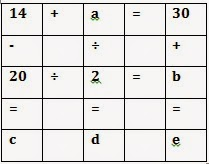 14 + a = 30
- ÷ +
20 ÷ 2 = b
= = =
c d e